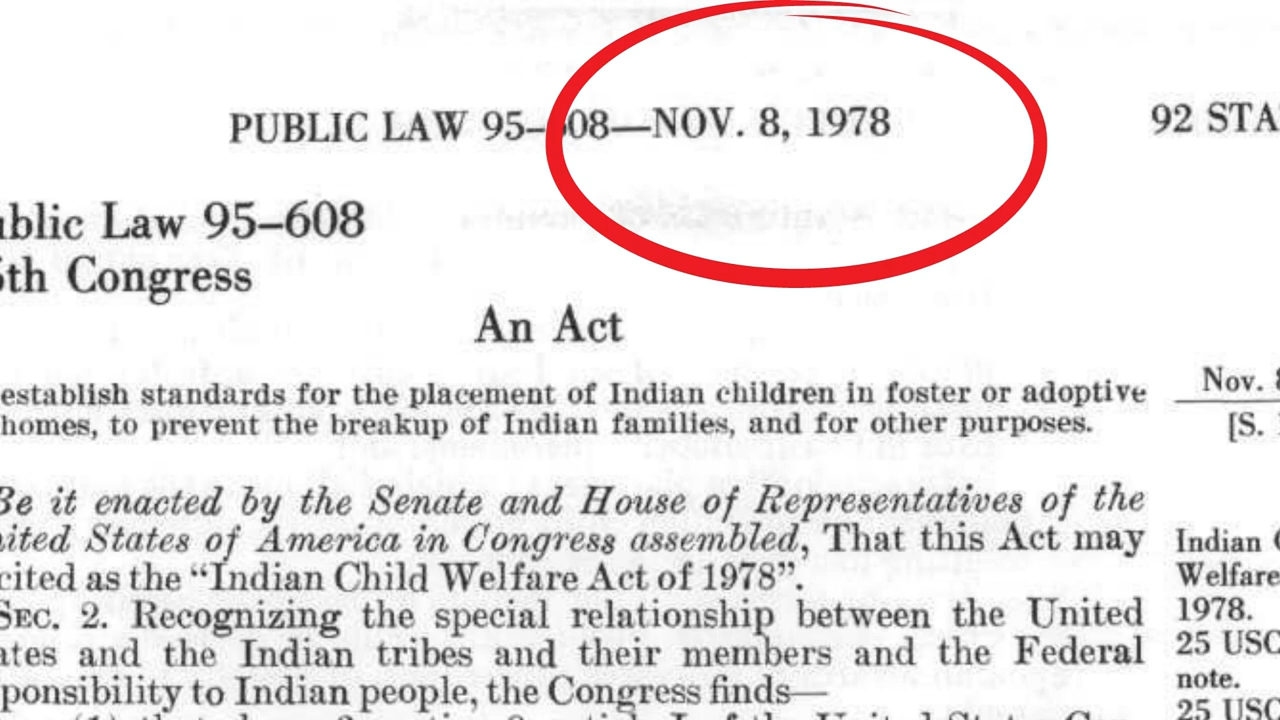 PUBLIC LAW 95–608—NOV. 8, 1978
92 STA
ublic Law 95–608
5th Congress
An Act
establish standards for the placement of Indian children in foster or adoptive
homes, to prevent the breakup of Indian families, and for other purposes.
Nov. 8
[S. 
Be it enacted by the Senate and House of Representatives of the
nited States of America in Congress assembled, That this Act may
cited as the “Indian Child Welfare Act of 1978”.
SEC. 2. Recognizing the special relationship between the United
ates and the Indian tribes and their members and the Federal
ponsibility to Indian people, the Congress finds—
Indian C
Welfare
1978.
25 USC
note.
25 USC